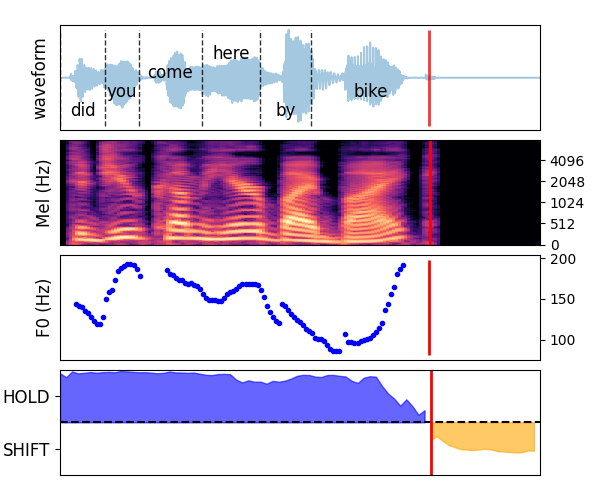 waveform
did
you
come
here
by
bike
Mel (Hz)
4096
2048
1024
512
0
F0 (Hz)
200
150
100
HOLD
SHIFT